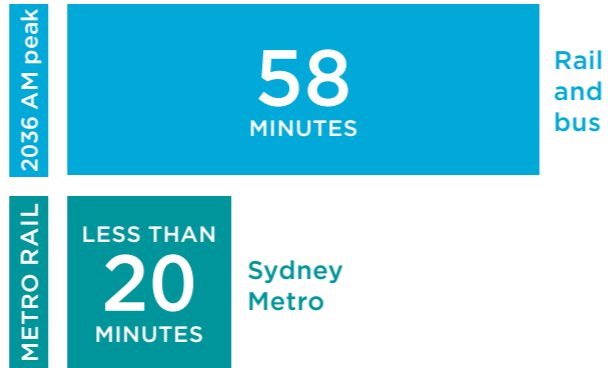 2036 AM peak
58
MINUTES
Rail
and
bus
METRO RAIL
LESS THAN
20
MINUTES
Sydney
Metro